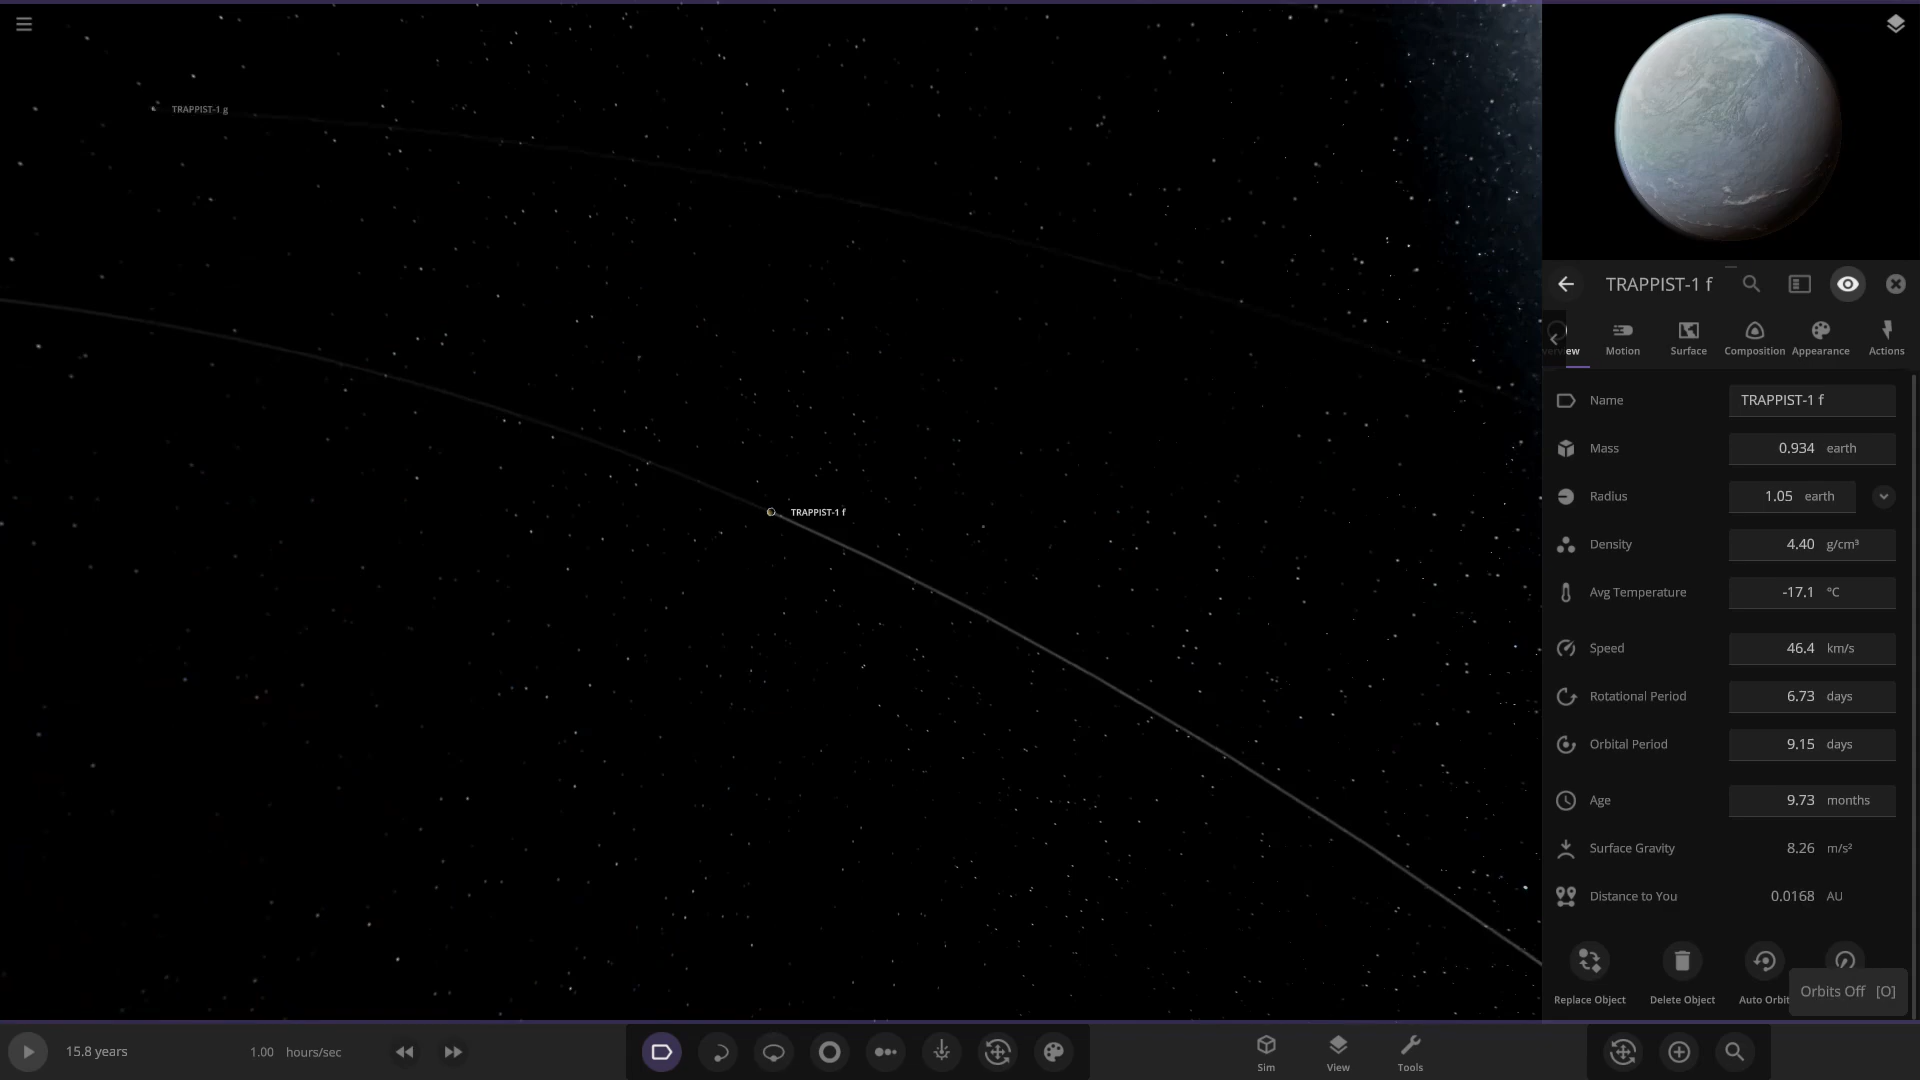 TRAPPIST-1 g
TRAPPIST-1 f
TRAPPIST-1 f
Overview
Motion
Surface
Composition
Appearance
Actions
Name
TRAPPIST-1 f
Mass
0.934 earth
Radius
1.05 earth
Density
4.40 g/cm³
Avg Temperature
-17.1 °C
Speed
46.4 km/s
Rotational Period
6.73 days
Orbital Period
9.15 days
Age
9.73 months
Surface Gravity
8.26 m/s²
Distance to You
0.0168 AU
Replace Object
Delete Object
Auto Orbit
Orbits Off [O]
15.8 years
1.00 hours/sec
Sim
View
Tools